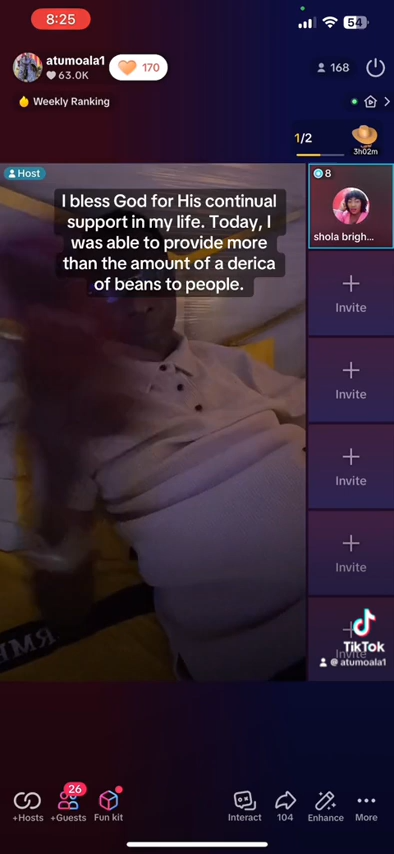 8:25
54
atumoala1
63.0K
170
168
Weekly Ranking
1/2
3h02m
Host
I bless God for His continual
support in my life. Today, I
was able to provide more
than the amount of a derica
of beans to people.
8
shola brigh...
Invite
Invite
Invite
Invite
Invite
TikTok
@atumoala1
26
+Hosts
+Guests
Fun kit
Interact
104
Enhance
More